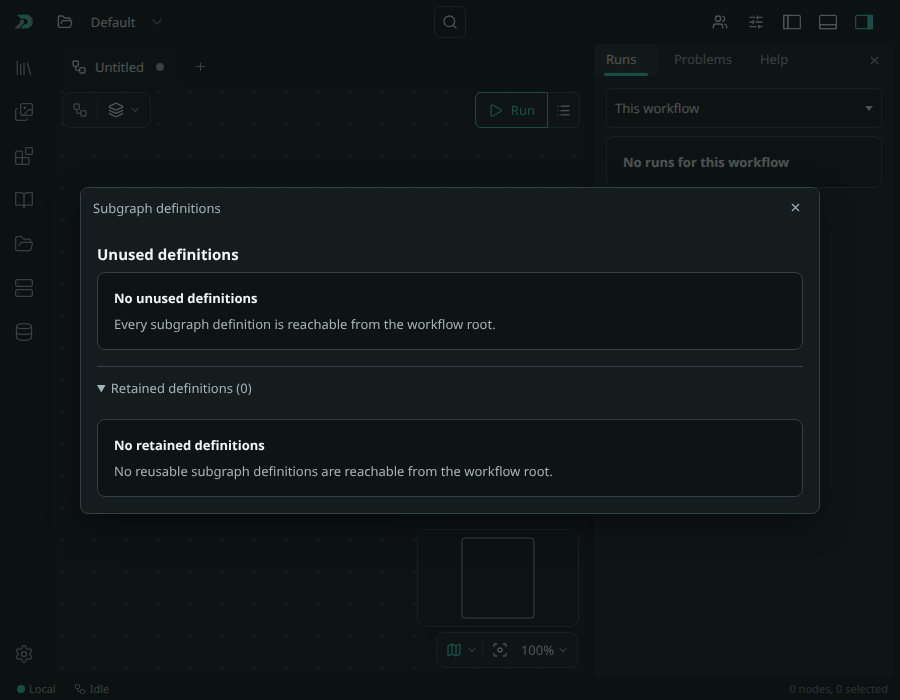 Default
Untitled
Run
Runs
Problems
Help
This workflow
No runs for this workflow
Subgraph definitions
Unused definitions
No unused definitions
Every subgraph definition is reachable from the workflow root.
Retained definitions (0)
No retained definitions
No reusable subgraph definitions are reachable from the workflow root.
100%
Local
Idle
0 nodes, 0 selected